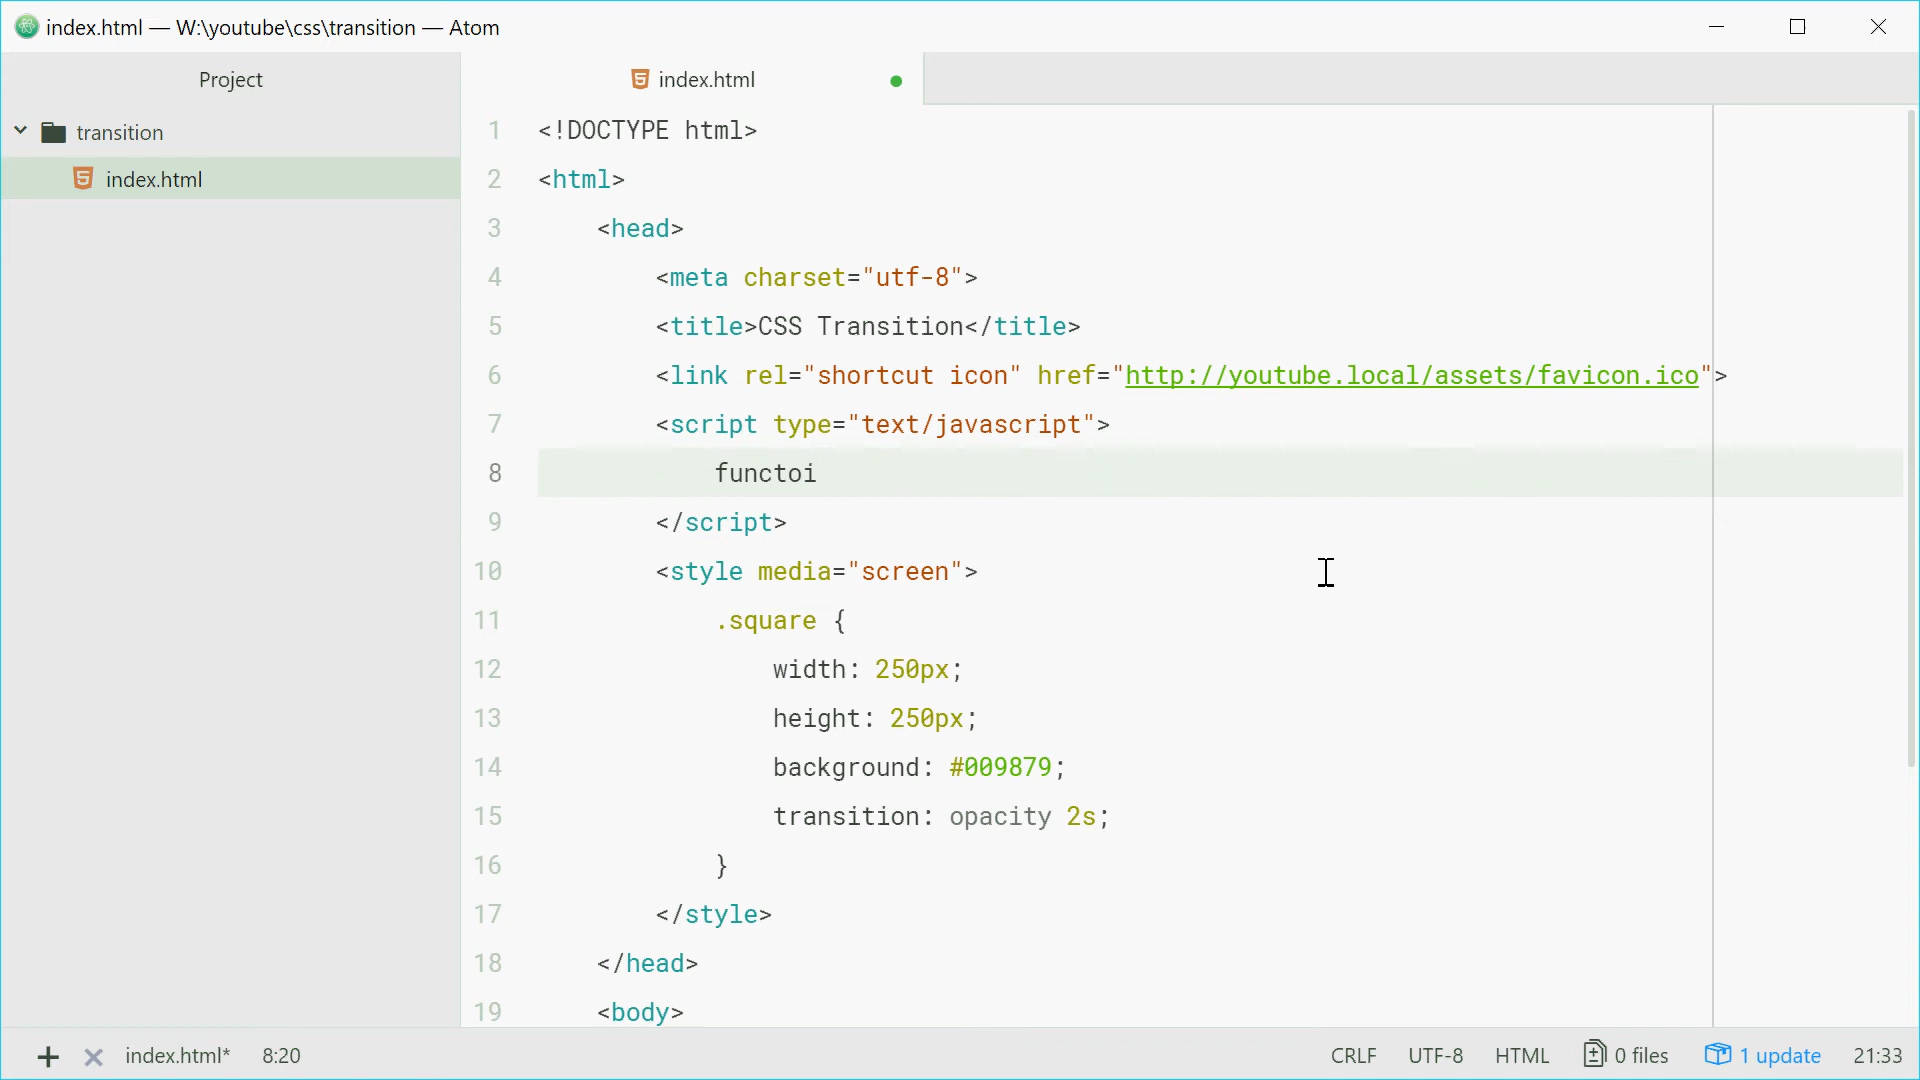 index.html — W:\youtube\css\transition — Atom
Project
transition
index.html
index.html
1 <!DOCTYPE html>
2 <html>
3 <head>
4 <meta charset="utf-8">
5 <title>CSS Transition</title>
6 <link rel="shortcut icon" href="http://youtube.local/assets/favicon.ico">
7 <script type="text/javascript">
8 functoi
9 </script>
10 <style media="screen">
11 .square {
12 width: 250px;
13 height: 250px;
14 background: #009879;
15 transition: opacity 2s;
16 }
17 </style>
18 </head>
19 <body>
index.html* 8:20 CRLF UTF-8 HTML 0 files 1 update 21:33